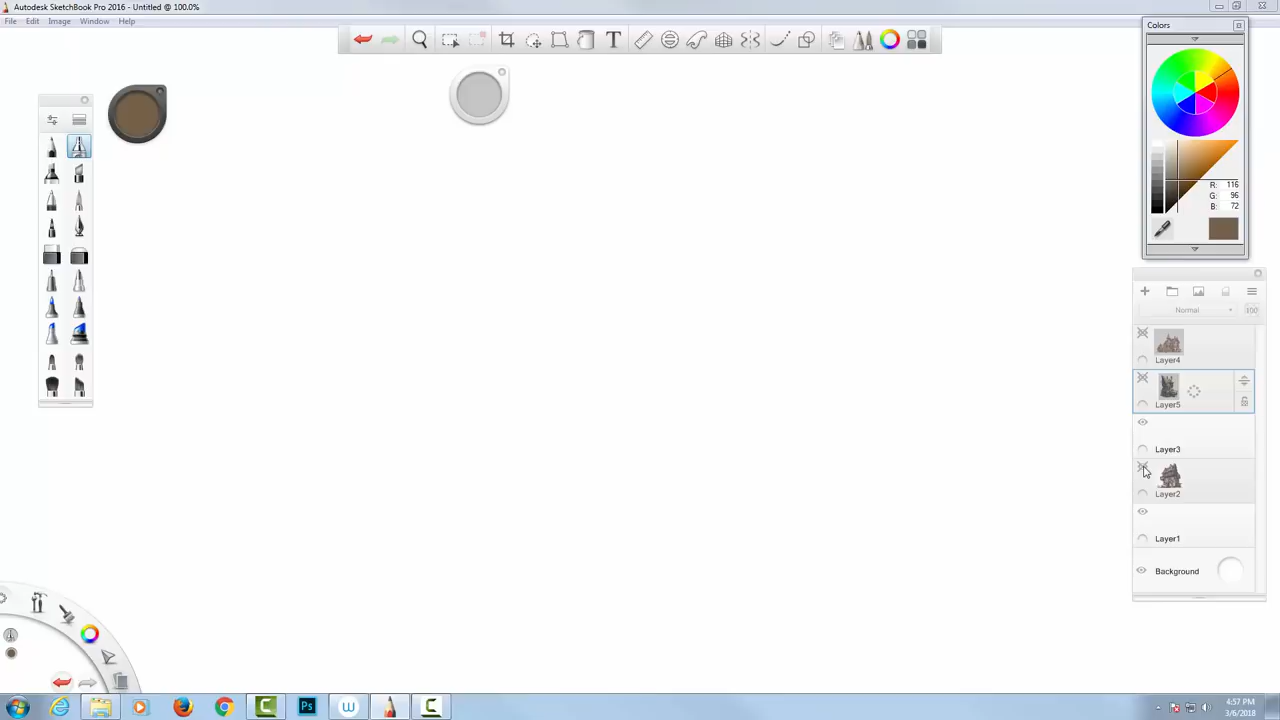 Autodesk SketchBook Pro 2016 - Untitled @ 100.0%
File Edit Image Window Help
T
Colors
R: 116
G: 96
B: 72
Normal 100
Layer4
Layer5
Layer3
Layer2
Layer1
Background
C Ps W C
4:57 PM
3/6/2018